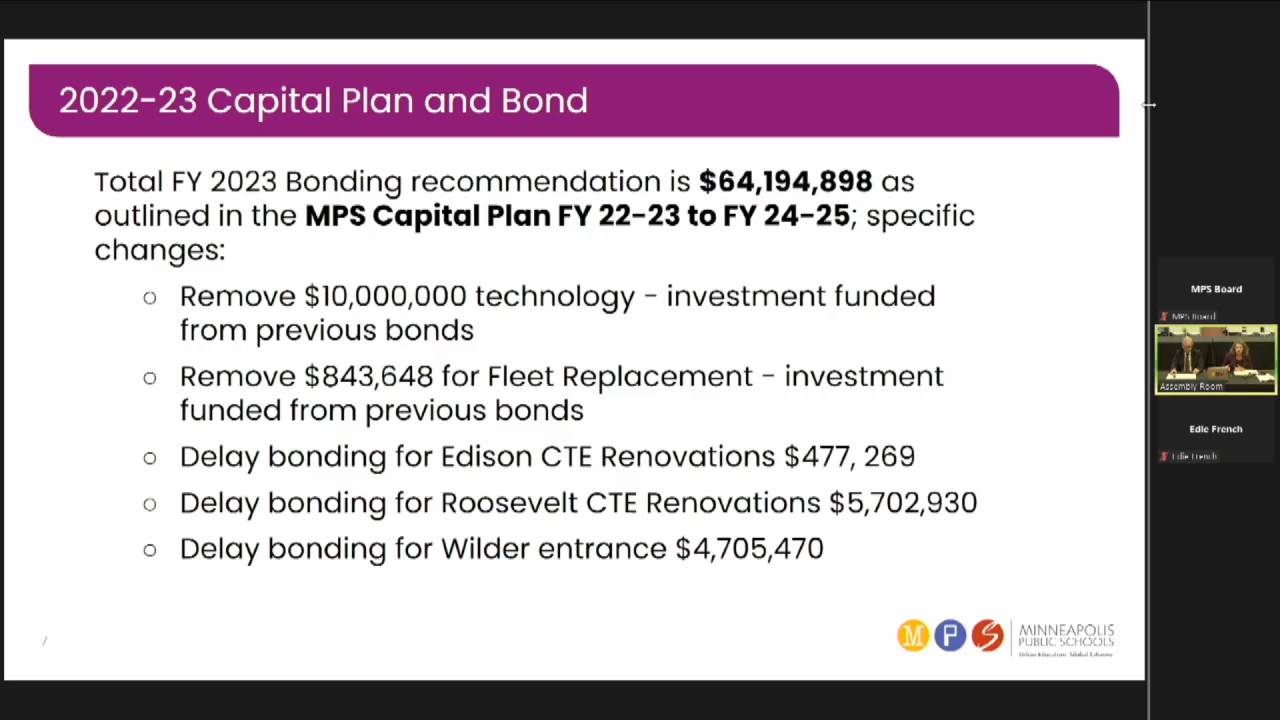 2022-23 Capital Plan and Bond
Total FY 2023 Bonding recommendation is $64,194,898 as
outlined in the MPS Capital Plan FY 22-23 to FY 24-25; specific
changes:
Remove $10,000,000 technology - investment funded
from previous bonds
Remove $843,648 for Fleet Replacement - investment
funded from previous bonds
Delay bonding for Edison CTE Renovations $477, 269
Delay bonding for Roosevelt CTE Renovations $5,702,930
Delay bonding for Wilder entrance $4,705,470
M P S
MINNEAPOLIS
PUBLIC SCHOOLS
MPS Board
MPS Board
Assembly Room
Edie French
Edie French